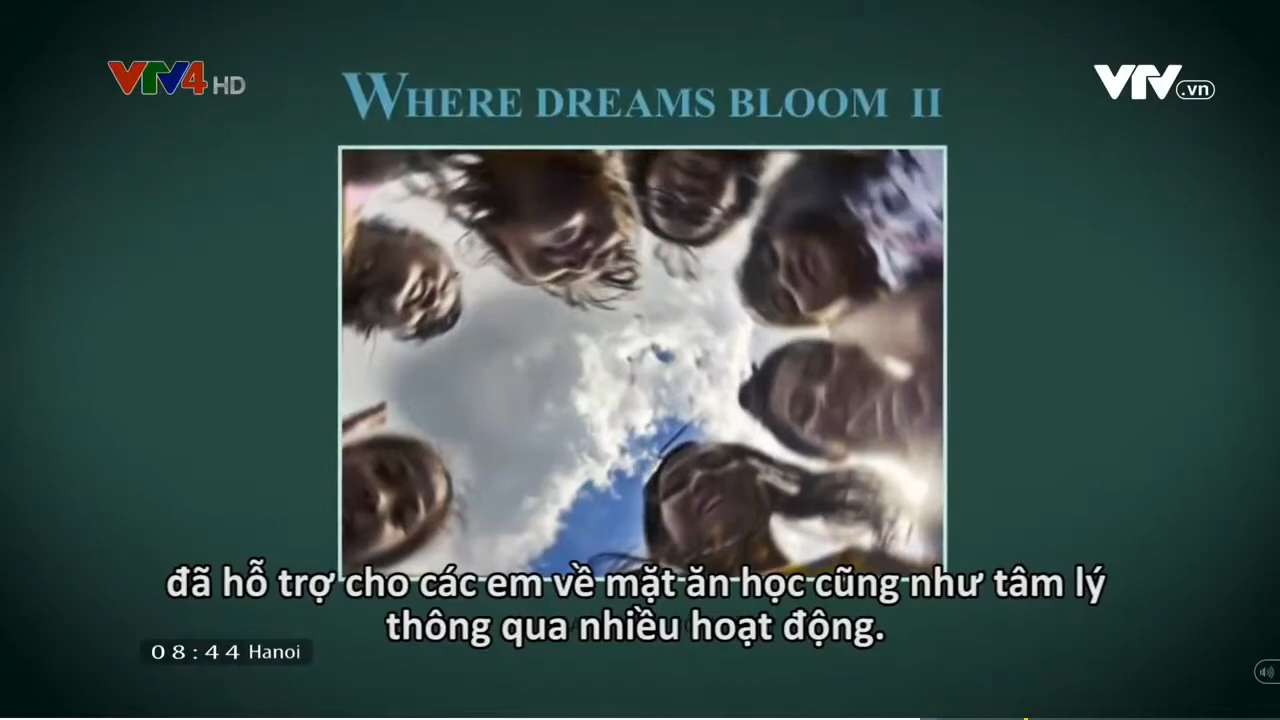 VTV4 HD
VTV.vn
WHERE DREAMS BLOOM II
đã hỗ trợ cho các em về mặt ăn học cũng như tâm lý
thông qua nhiều hoạt động.
08:44 Hanoi